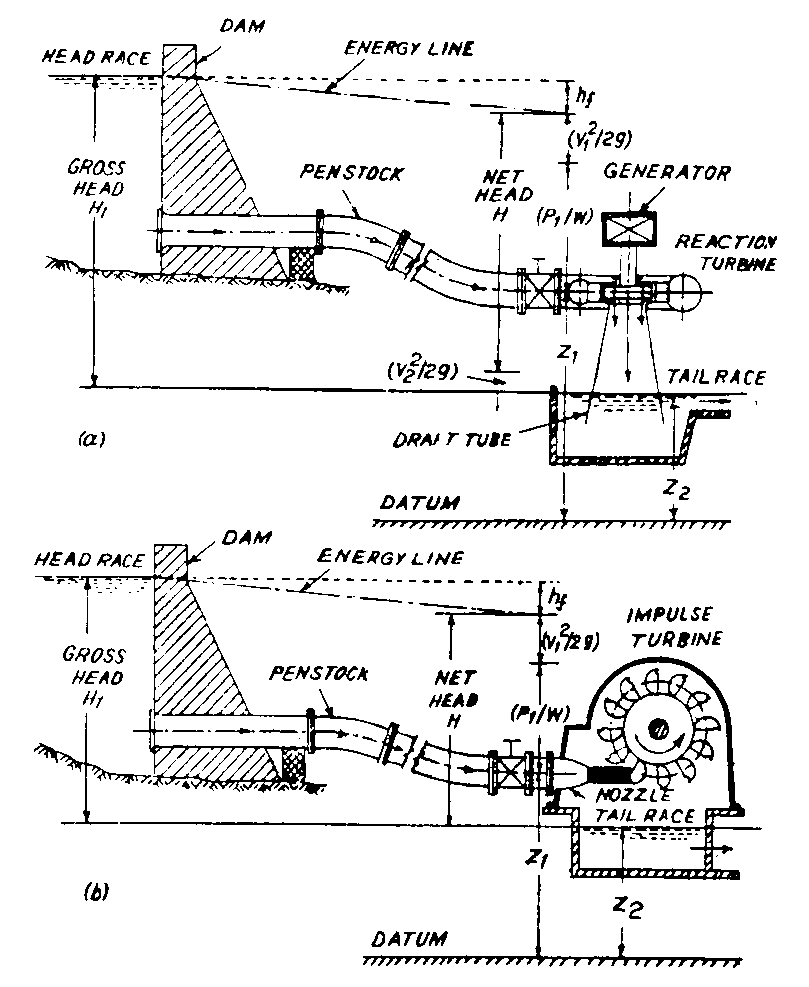 DAM
HEAD RACE
ENERGY LINE
hf
(V₁²/2g)
GROSS
HEAD
H₁
PENSTOCK
NET
HEAD
H
GENERATOR
(P₁/W)
REACTION
TURBINE
Z₁
(V₂²/2g)
TAIL RACE
(a)
DRAFT TUBE
Z₂
DATUM
DAM
HEAD RACE
ENERGY LINE
hf
IMPULSE
TURBINE
(V₁²/2g)
GROSS
HEAD
H₁
PENSTOCK
NET
HEAD
H
(P₁/W)
NOZZLE
TAIL RACE
Z₁
(b)
Z₂
DATUM